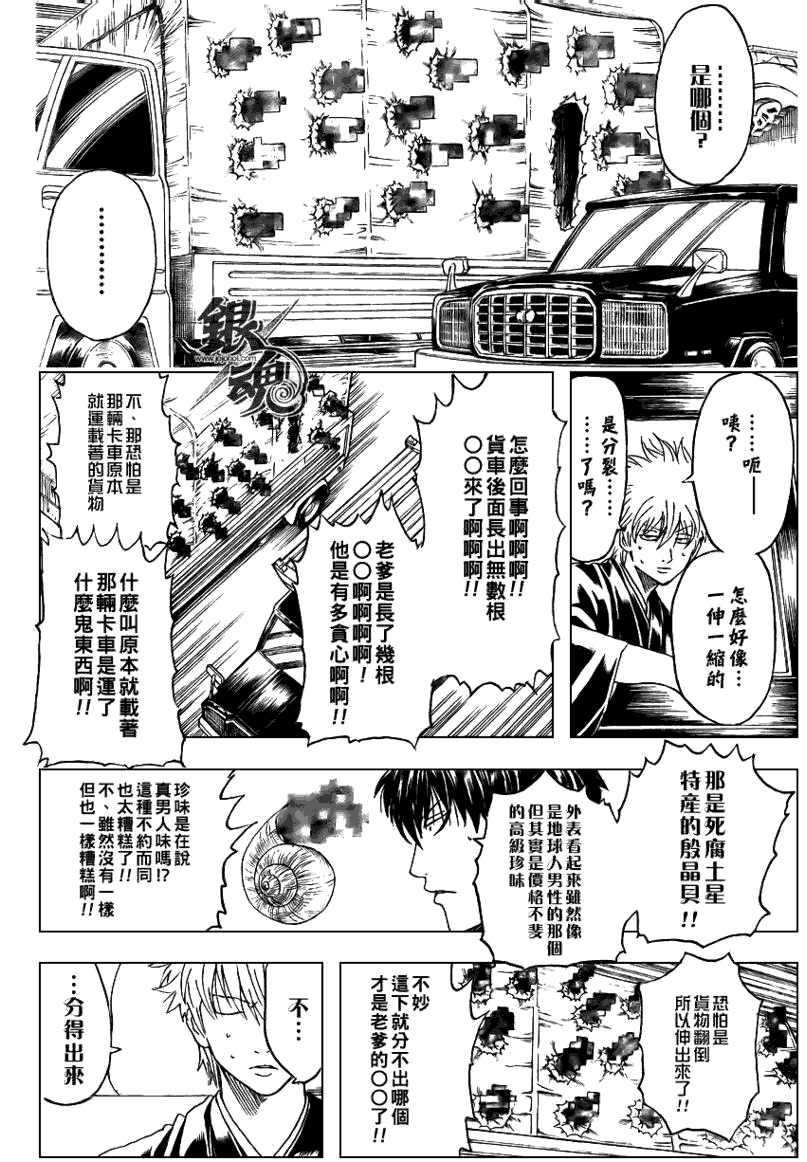 ………
是哪個?
………
銀魂
www.jojohot.com
…呃——
咦?
……是分裂…
……了嗎?
怎麼好像…
一伸一縮的
怎麼回事啊啊啊!!
貨車後面長出無數根
〇〇來了啊啊啊!!
老爹是長了幾根
〇〇啊啊啊啊!
他是有多貪心啊啊!!
不、那恐怕是
那輛卡車原本
就運載著的貨物
什麼叫原本就載著
那輛卡車是運了
什麼鬼東西啊!!
那是死腐土星
特產的殷晶貝!!
外表看起來雖然像
是地球人男性的那個
但其實是價格不斐
的高級珍味
珍味是在說
真男人味嗎!?
這種不約而同
也太糟糕了!!
不、雖然沒有一樣
但也一樣糟糕啊!!
恐怕是
貨物翻倒
所以伸出來了!!
不妙
這下就分不出哪個
才是老爹的〇〇了!!
不…
…分得出來